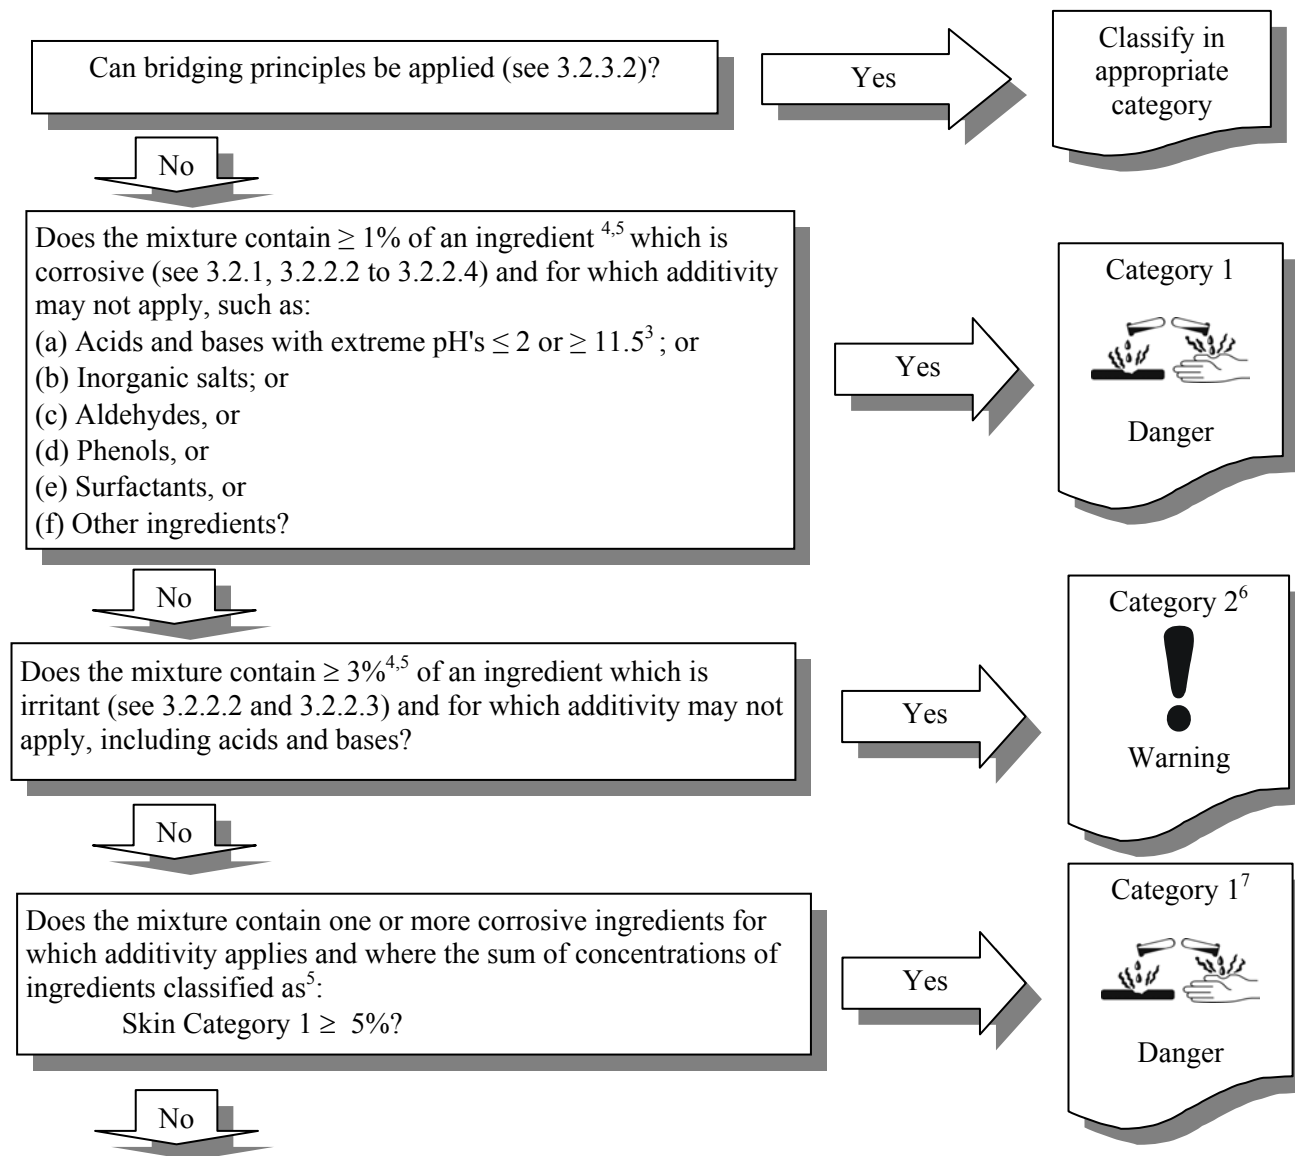 Can bridging principles be applied (see 3.2.3.2)?
Yes
Classify in
appropriate
category
No
Does the mixture contain ≥ 1% of an ingredient 4,5 which is
corrosive (see 3.2.1, 3.2.2.2 to 3.2.2.4) and for which additivity
may not apply, such as:
(a) Acids and bases with extreme pH's ≤ 2 or ≥ 11.5³ ; or
(b) Inorganic salts; or
(c) Aldehydes, or
(d) Phenols, or
(e) Surfactants, or
(f) Other ingredients?
Yes
Category 1
Danger
No
Does the mixture contain ≥ 3%4,5 of an ingredient which is
irritant (see 3.2.2.2 and 3.2.2.3) and for which additivity may not
apply, including acids and bases?
Yes
Category 2⁶
Warning
No
Does the mixture contain one or more corrosive ingredients for
which additivity applies and where the sum of concentrations of
ingredients classified as⁵:
Skin Category 1 ≥ 5%?
Yes
Category 1⁷
Danger
No